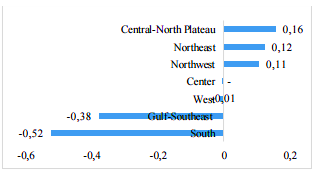 Central-North Plateau 0,16
Northeast 0,12
Northwest 0,11
Center -
West 0,01
-0,38 Gulf-Southeast
-0,52 South
-0,6 -0,4 -0,2 0 0,2